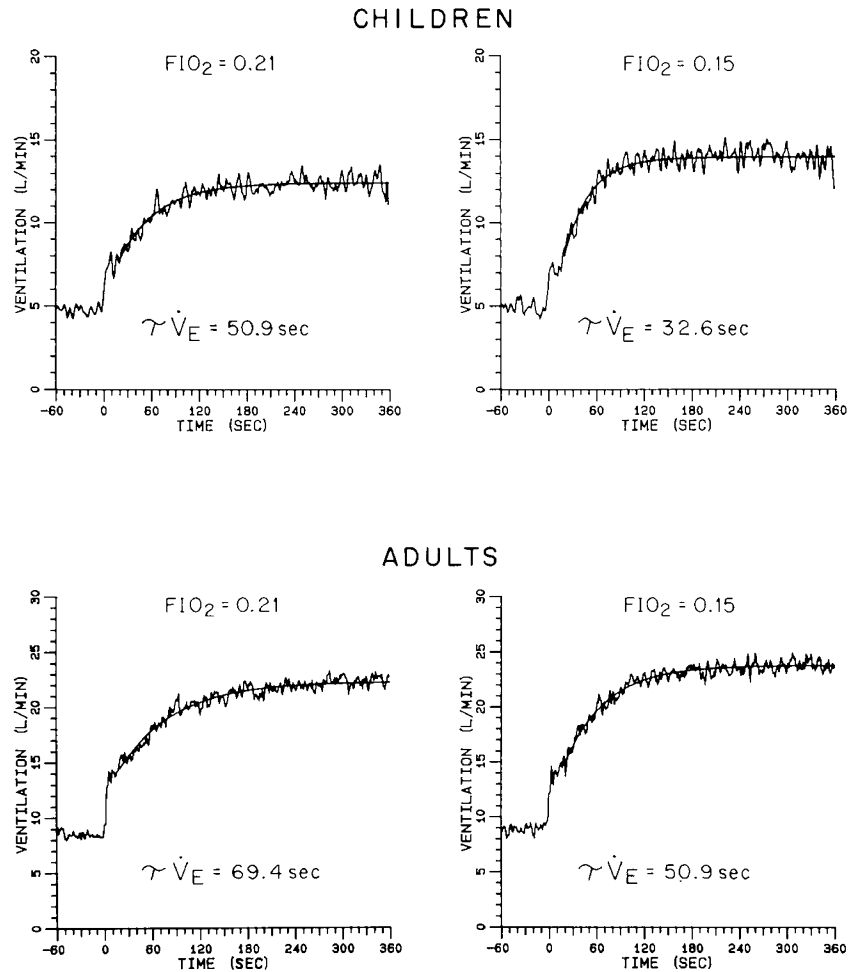 CHILDREN
FIO₂ = 0.21
20
15
10
5
0
VENTILATION (L/MIN)
τ V̇E = 50.9 sec
-60 0 60 120 180 240 300 360
TIME (SEC)
FIO₂ = 0.15
20
15
10
5
0
VENTILATION (L/MIN)
τ V̇E = 32.6 sec
-60 0 60 120 180 240 300 360
TIME (SEC)
ADULTS
FIO₂ = 0.21
30
25
20
15
10
5
0
VENTILATION (L/MIN)
τ V̇E = 69.4 sec
-60 0 60 120 180 240 300 360
TIME (SEC)
FIO₂ = 0.15
30
25
20
15
10
5
0
VENTILATION (L/MIN)
τ V̇E = 50.9 sec
-60 0 60 120 180 240 300 360
TIME (SEC)